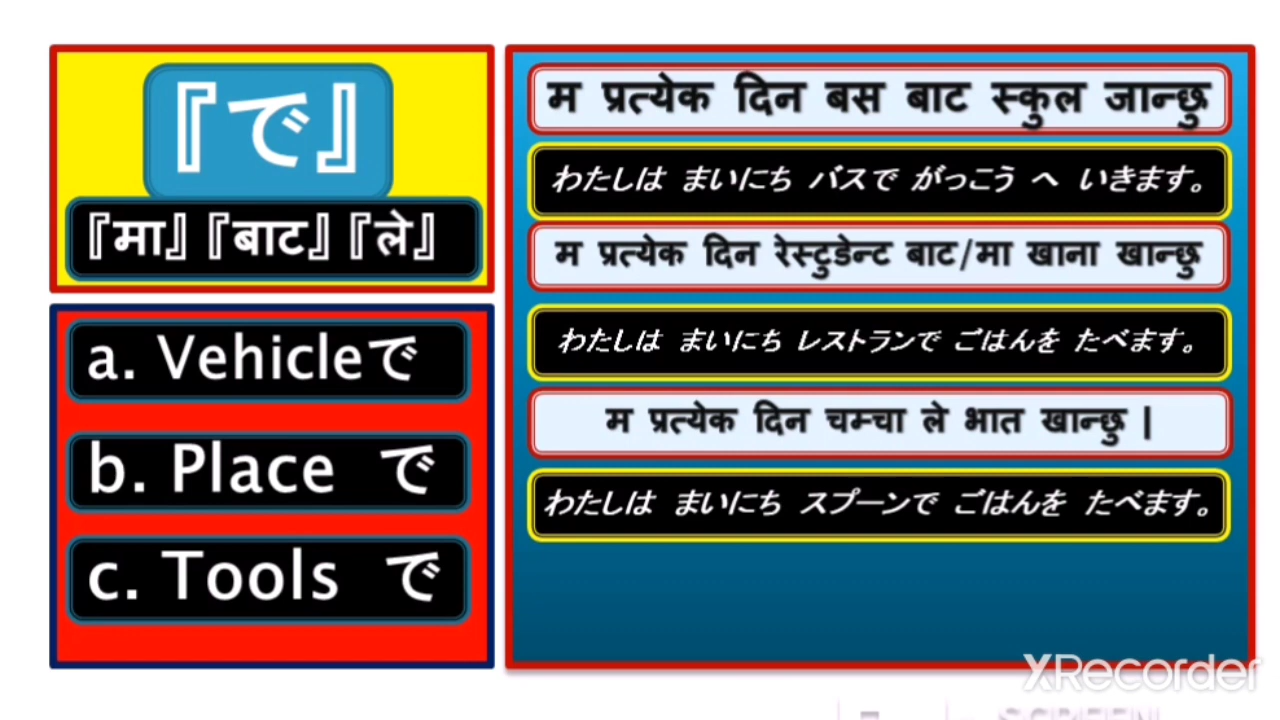 『で』
『मा』『बाट』『ले』
a. Vehicleで
b. Place で
c. Tools で
म प्रत्येक दिन बस बाट स्कुल जान्छु
わたしは まいにち バスで がっこう へ いきます。
म प्रत्येक दिन रेस्टुडेन्ट बाट/मा खाना खान्छु
わたしは まいにち レストランで ごはんを たべます。
म प्रत्येक दिन चम्चा ले भात खान्छु |
わたしは まいにち スプーンで ごはんを たべます。
XRecorder